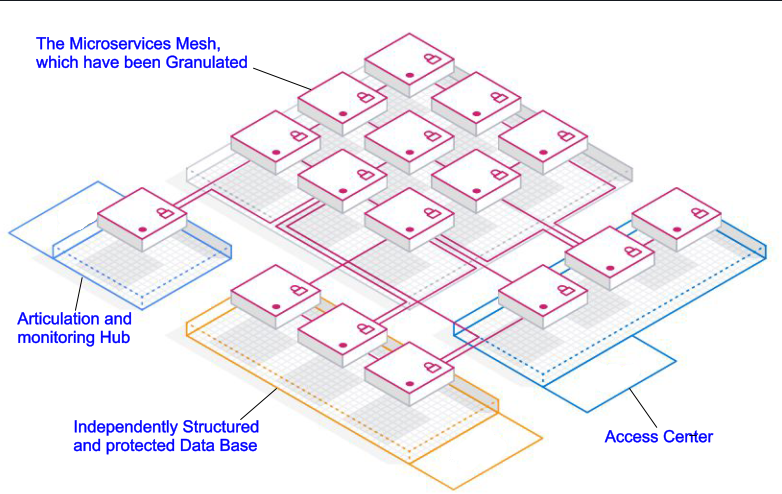 The Microservices Mesh,
which have been Granulated
Articulation and
monitoring Hub
Independently Structured
and protected Data Base
Access Center